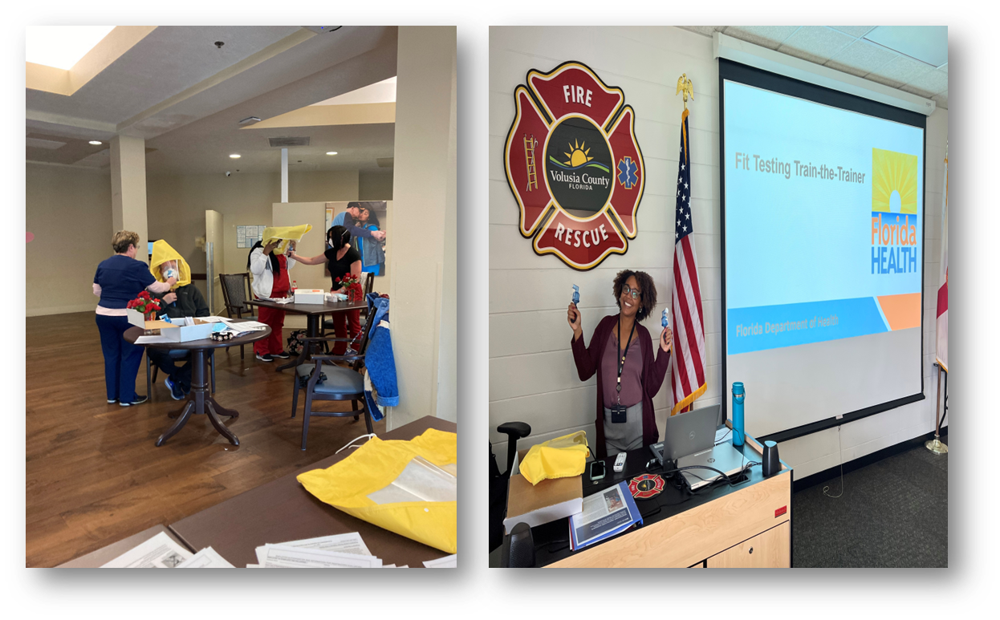 FIRE
Volusia County
FLORIDA
RESCUE
Fit Testing Train-the-Trainer
Florida
HEALTH
Florida Department of Health